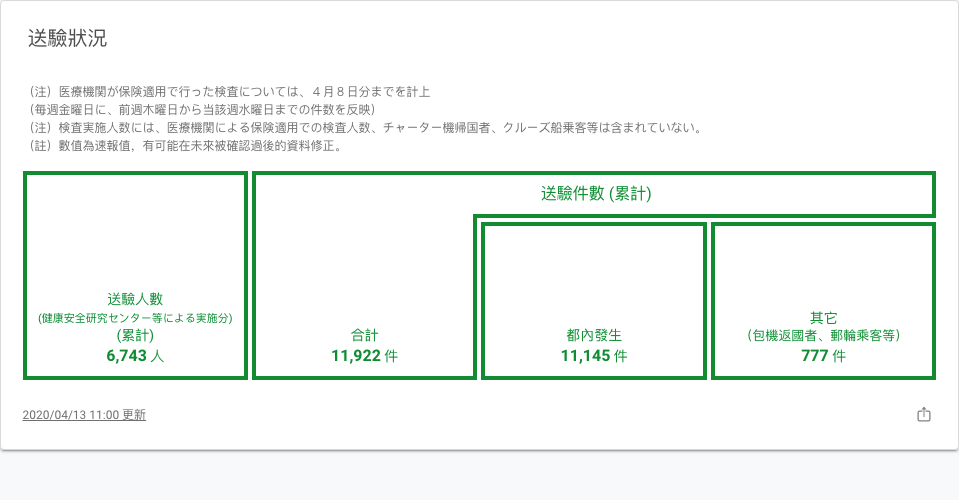 送驗狀況
（注）医療機関が保険適用で行った検査については、４月８日分までを計上
（毎週金曜日に、前週木曜日から当該週水曜日までの件数を反映）
（注）検査実施人数には、医療機関による保険適用での検査人数、チャーター機帰国者、クルーズ船乗客等は含まれていない。
（註）數值為速報值，有可能在未來被確認過後的資料修正。
送驗件數 (累計)
送驗人數
(健康安全研究センター等による実施分)
(累計)
6,743 人
合計
11,922 件
都內發生
11,145 件
其它
（包機返國者、郵輪乘客等）
777 件
2020/04/13 11:00 更新